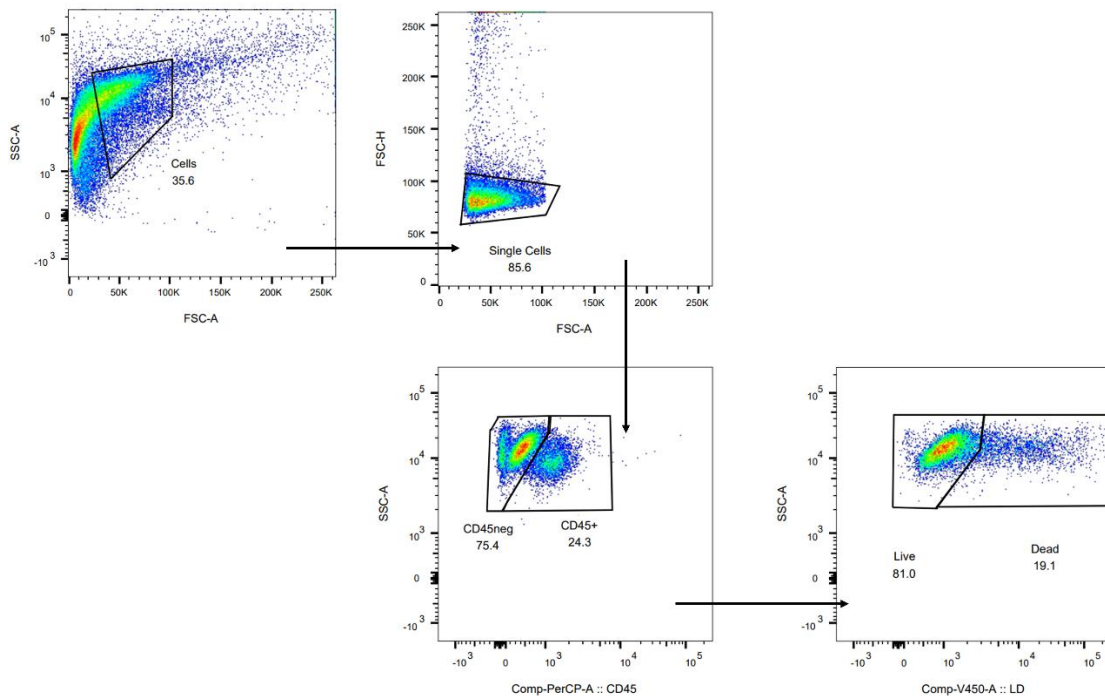 10^5
10^4
10^3
0
-10^3
SSC-A
Cells
35.6
0 50K 100K 150K 200K 250K
FSC-A
250K
200K
150K
100K
50K
0
FSC-H
Single Cells
85.6
0 50K 100K 150K 200K 250K
FSC-A
10^5
10^4
10^3
0
-10^3
SSC-A
CD45neg
75.4
CD45+
24.3
-10^3 0 10^3 10^4 10^5
Comp-PerCP-A :: CD45
10^5
10^4
10^3
0
-10^3
SSC-A
Live
81.0
Dead
19.1
-10^3 0 10^3 10^4 10^5
Comp-V450-A :: LD